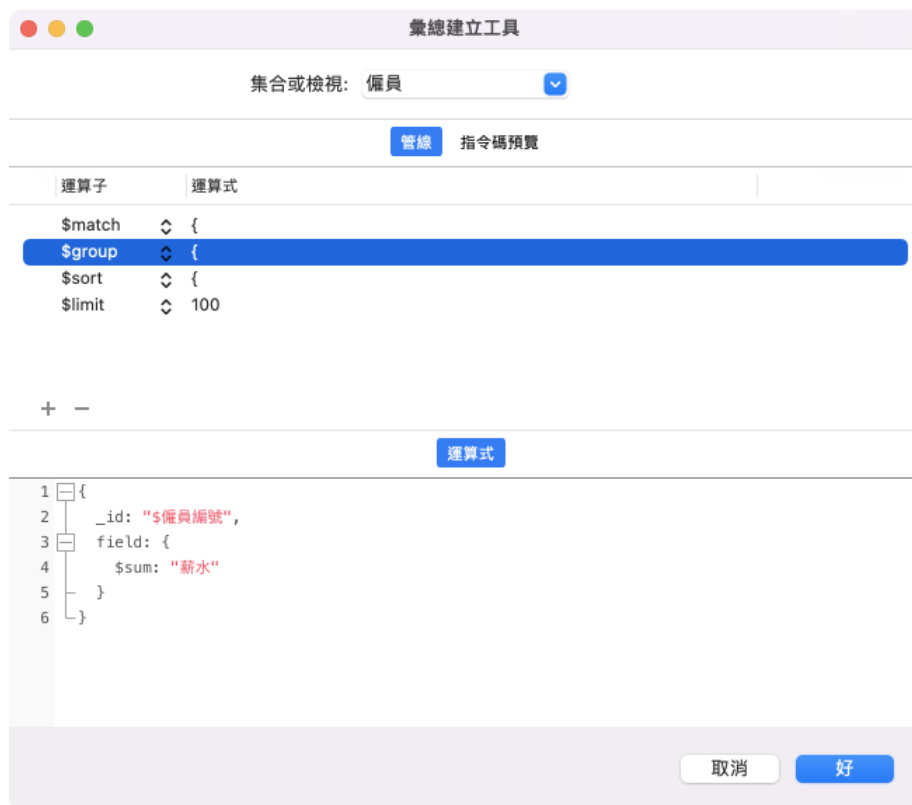 彙總建立工具
集合或檢視: 僱員
管線 指令碼預覽
運算子 運算式
$match {
$group {
$sort {
$limit 100
+ −
運算式
1 {
2 _id: "$僱員編號",
3 field: {
4 $sum: "薪水"
5 }
6 }
取消 好